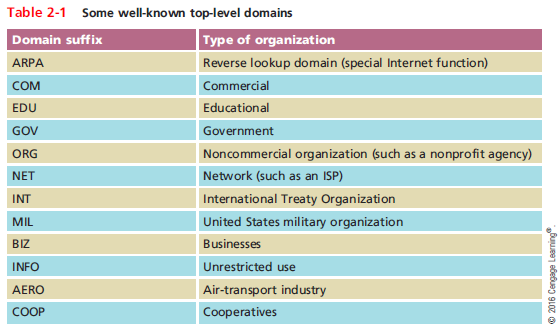 Table 2-1 Some well-known top-level domains
Domain suffix Type of organization
ARPA Reverse lookup domain (special Internet function)
COM Commercial
EDU Educational
GOV Government
ORG Noncommercial organization (such as a nonprofit agency)
NET Network (such as an ISP)
INT International Treaty Organization
MIL United States military organization
BIZ Businesses
INFO Unrestricted use
AERO Air-transport industry
COOP Cooperatives
© 2016 Cengage Learning®.